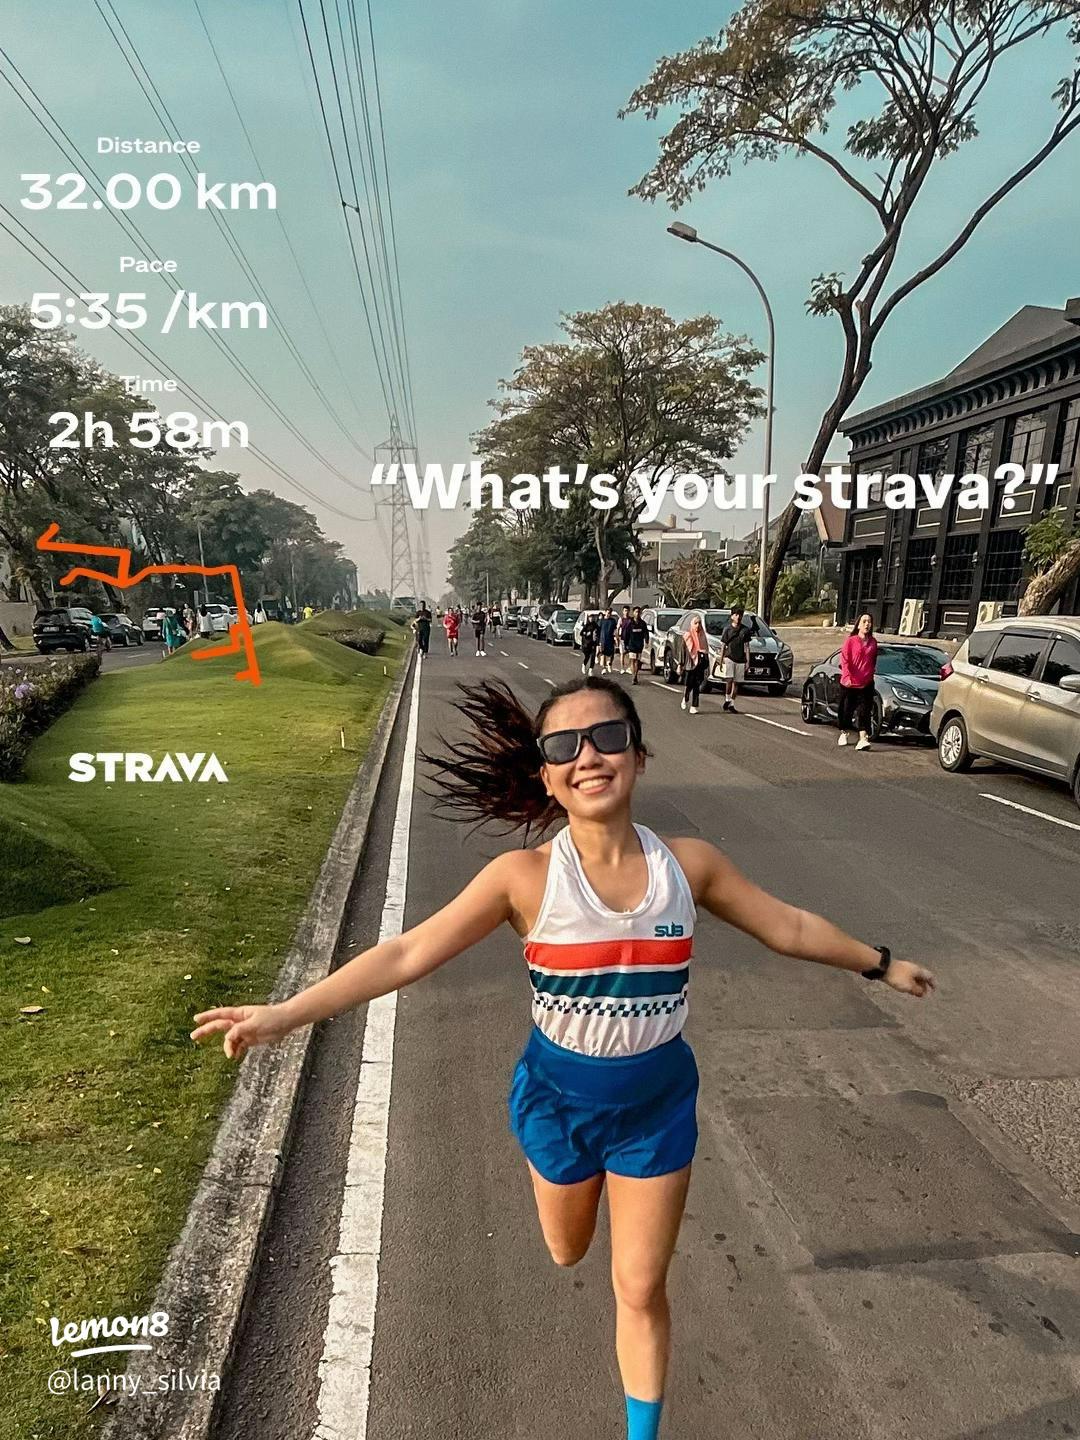 Distance
32.00 km
Pace
5:35 /km
Time
2h 58m
“What’s your strava?”
STRAVA
SUB
lemon8
@lanny_silvia